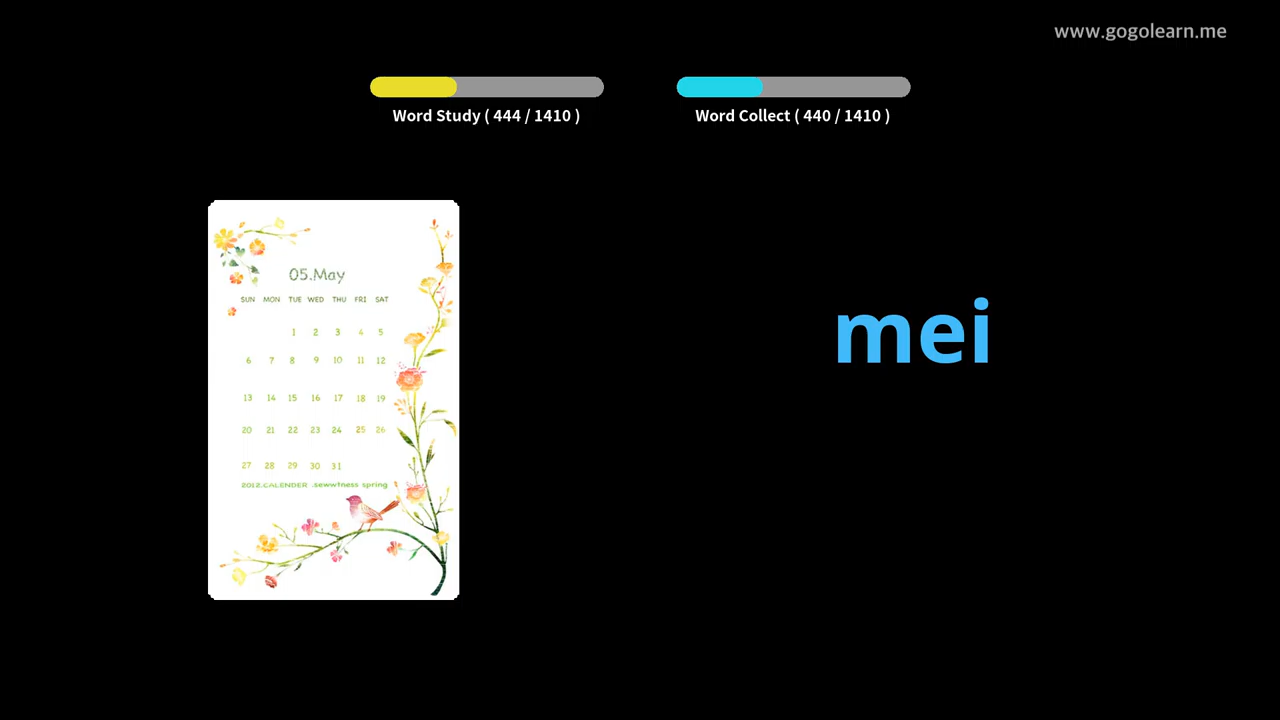 www.gogolearn.me
Word Study ( 444 / 1410 )
Word Collect ( 440 / 1410 )
05.May
SUN MON TUE WED THU FRI SAT
1 2 3 4 5
6 7 8 9 10 11 12
13 14 15 16 17 18 19
20 21 22 23 24 25 26
27 28 29 30 31
2012.CALENDER .sewwtness spring
mei